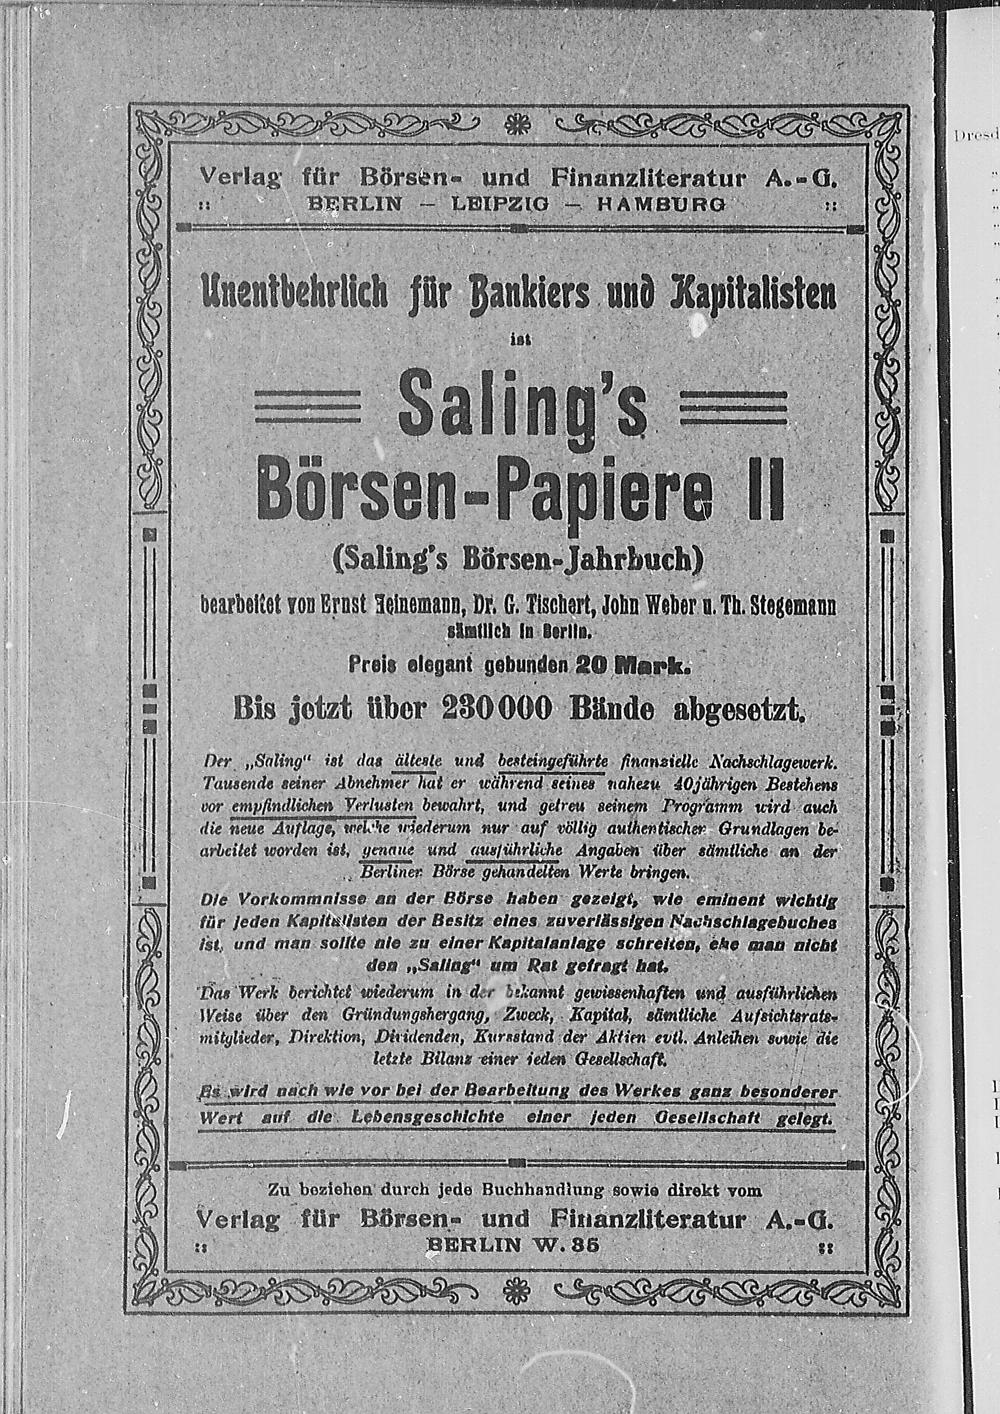 Verlag für Börsen- und Finanzliteratur A.-G.
:: BERLIN — LEIPZIG — HAMBURG ::
Unentbehrlich für Bankiers und Kapitalisten
ist
Saling's
Börsen-Papiere II
(Saling's Börsen-Jahrbuch)
bearbeitet von Ernst Heinemann, Dr. G. Tischert, John Weber u. Th. Stegemann
sämtlich in Berlin.
Preis elegant gebunden 20 Mark.
Bis jetzt über 230000 Bände abgesetzt.
Der „Saling“ ist das älteste und besteingeführte finanzielle Nachschlagewerk.
Tausende seiner Abnehmer hat er während seines nahezu 40jährigen Bestehens
vor empfindlichen Verlusten bewahrt, und getreu seinem Programm wird auch
die neue Auflage, welche wiederum nur auf völlig authentischer Grundlagen be-
arbeitet worden ist, genaue und ausführliche Angaben über sämtliche an der
Berliner Börse gehandelten Werte bringen.
Die Vorkommnisse an der Börse haben gezeigt, wie eminent wichtig
für jeden Kapitalisten der Besitz eines zuverlässigen Nachschlagebuches
ist, und man sollte nie zu einer Kapitalanlage schreiten, ehe man nicht
den „Saling“ um Rat gefragt hat.
Das Werk berichtet wiederum in der bekannt gewissenhaften und ausführlichen
Weise über den Gründungshergang, Zweck, Kapital, sämtliche Aufsichtsrats-
mitglieder, Direktion, Dividenden, Kursstand der Aktien evtl. Anleihen sowie die
letzte Bilanz einer jeden Gesellschaft.
Es wird nach wie vor bei der Bearbeitung des Werkes ganz besonderer
Wert auf die Lebensgeschichte einer jeden Gesellschaft gelegt.
Zu beziehen durch jede Buchhandlung sowie direkt vom
Verlag für Börsen- und Finanzliteratur A.-G.
:: BERLIN W. 35 ::
Dresd